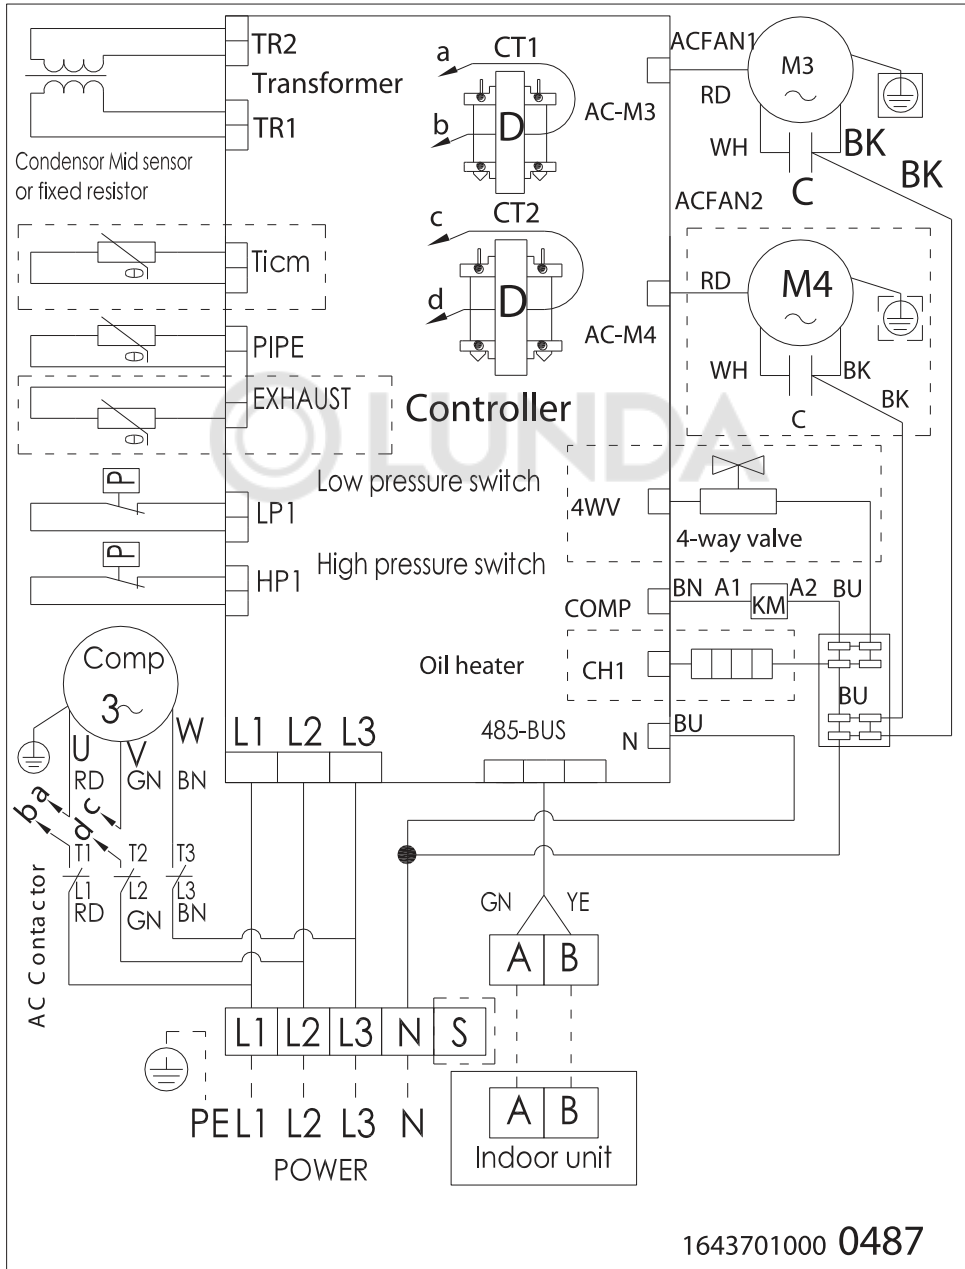 TR2
Transformer
TR1
Condensor Mid sensor
or fixed resistor
Ticm
PIPE
EXHAUST
a
CT1
b
D
c
CT2
d
D
Controller
LUNDA
ACFAN1
RD
AC-M3
M3
WH
BK
BK
C
ACFAN2
RD
AC-M4
M4
WH
BK
BK
C
P
Low pressure switch
LP1
P
High pressure switch
HP1
4WV
4-way valve
COMP
BN A1 KM A2 BU
Oil heater
CH1
BU
485-BUS
N
BU
Comp
3~
U V W
RD GN BN
L1 L2 L3
b a c d
T1 T2 T3
L1 L2 L3
RD GN BN
AC Contactor
GN YE
A B
L1 L2 L3 N S
PE L1 L2 L3 N
POWER
A B
Indoor unit
1643701000 0487